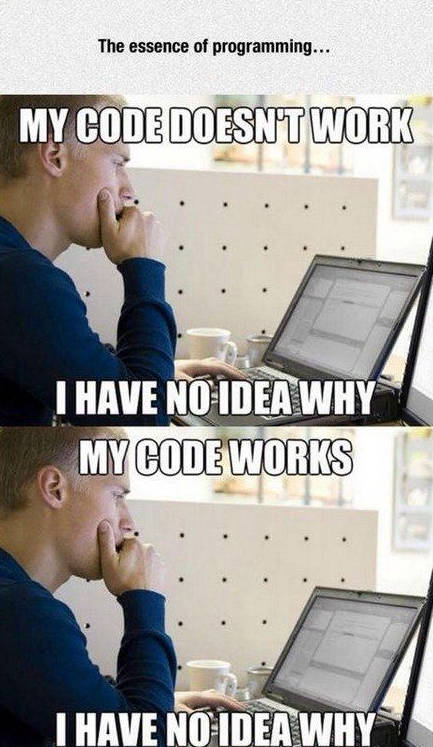 The essence of programming...
MY CODE DOESN'T WORK
I HAVE NO IDEA WHY
MY CODE WORKS
I HAVE NO IDEA WHY